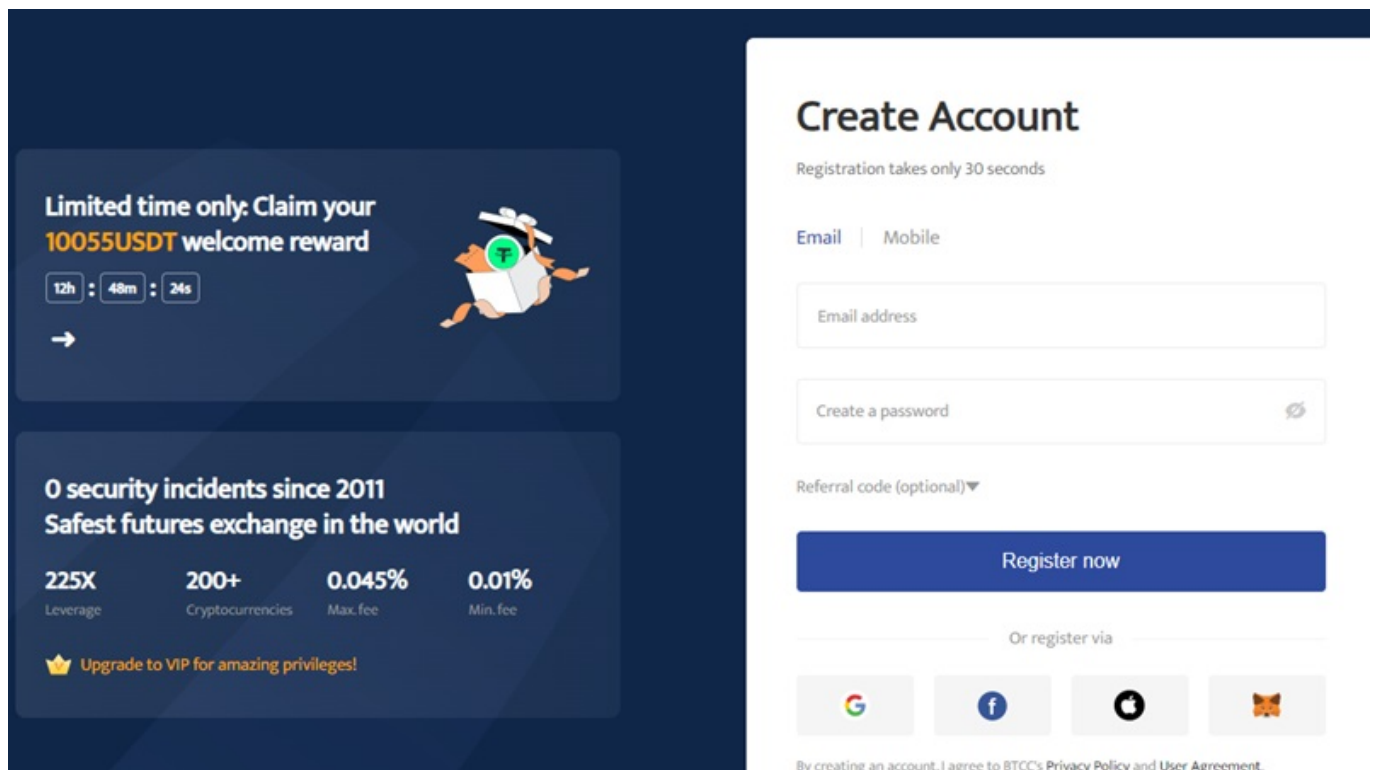 Limited time only: Claim your
10055USDT welcome reward
12h : 48m : 24s
0 security incidents since 2011
Safest futures exchange in the world
225X 200+ 0.045% 0.01%
Leverage Cryptocurrencies Max. fee Min. fee
Upgrade to VIP for amazing privileges!
Create Account
Registration takes only 30 seconds
Email | Mobile
Email address
Create a password
Referral code (optional)
Register now
Or register via
By creating an account, I agree to BTCC's Privacy Policy and User Agreement.